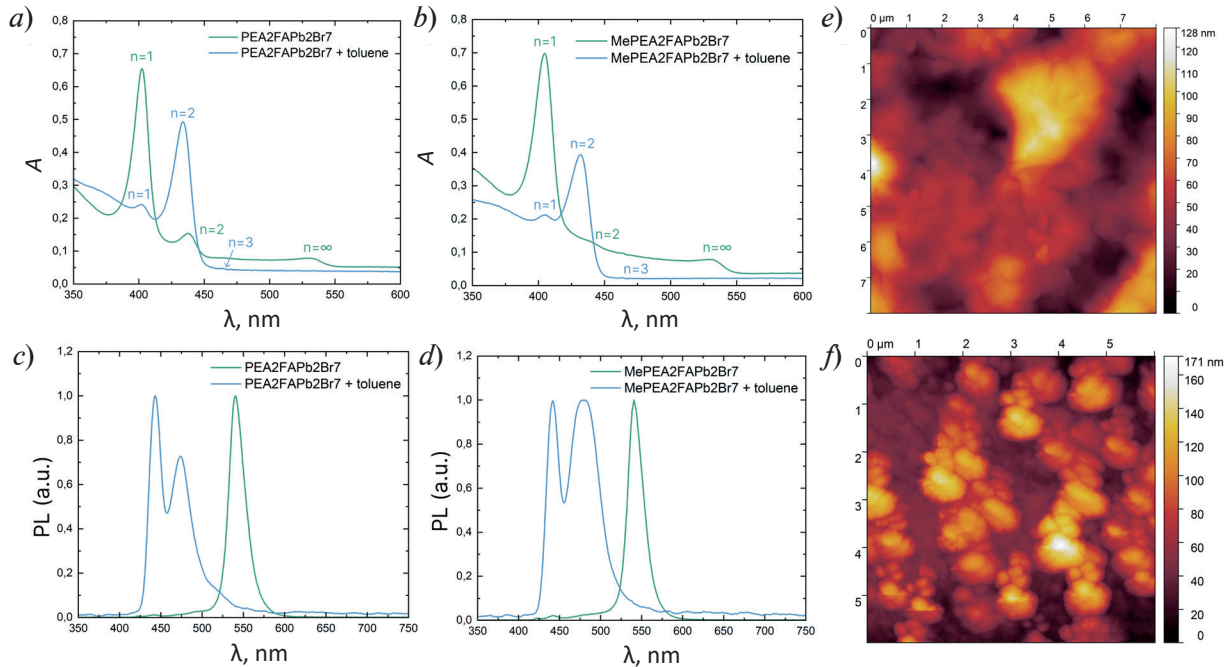 a)
0,8
0,7
0,6
0,5
0,4
0,3
0,2
0,1
0,0
A
PEA2FAPb2Br7
PEA2FAPb2Br7 + toluene
n=1
n=2
n=1
n=2
n=3
n=∞
350 400 450 500 550 600
λ, nm
b)
0,8
0,7
0,6
0,5
0,4
0,3
0,2
0,1
0,0
A
MePEA2FAPb2Br7
MePEA2FAPb2Br7 + toluene
n=1
n=2
n=1
n=2
n=3
n=∞
350 400 450 500 550 600
λ, nm
e)
0 µm 1 2 3 4 5 6 7
0
1
2
3
4
5
6
7
128 nm
120
110
100
90
80
70
60
50
40
30
20
10
0
c)
1,2
1,0
0,8
0,6
0,4
0,2
0,0
PL (a.u.)
PEA2FAPb2Br7
PEA2FAPb2Br7 + toluene
350 400 450 500 550 600 650 700 750
λ, nm
d)
1,2
1,0
0,8
0,6
0,4
0,2
0,0
PL (a.u.)
MePEA2FAPb2Br7
MePEA2FAPb2Br7 + toluene
350 400 450 500 550 600 650 700 750
λ, nm
f)
0 µm 1 2 3 4 5
0
1
2
3
4
5
171 nm
160
140
120
100
80
60
40
20
0